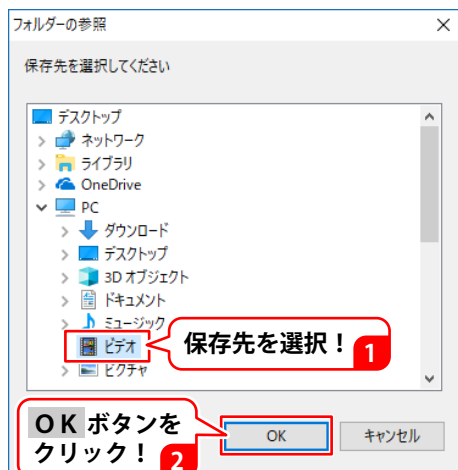 フォルダーの参照
保存先を選択してください
デスクトップ
ネットワーク
ライブラリ
OneDrive
PC
ダウンロード
デスクトップ
3D オブジェクト
ドキュメント
ミュージック
ビデオ
保存先を選択！
1
ピクチャ
OK ボタンを
クリック！
2
OK
キャンセル